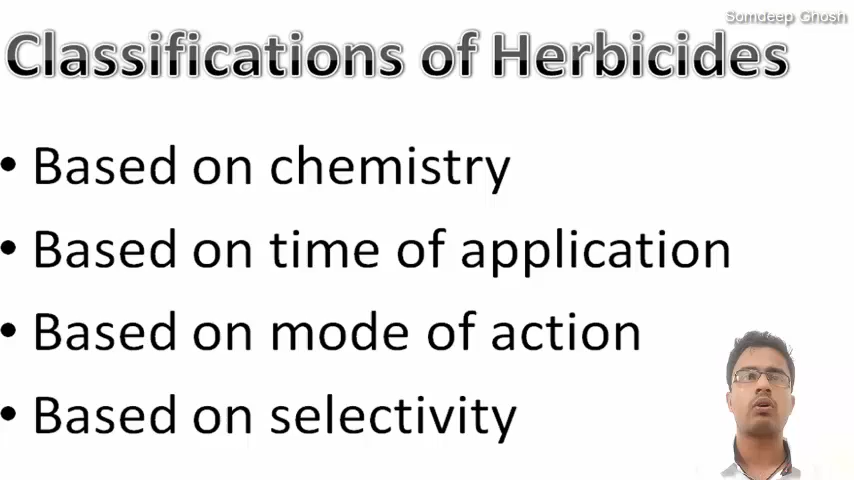 Somdeep Ghosh
Classifications of Herbicides
• Based on chemistry
• Based on time of application
• Based on mode of action
• Based on selectivity